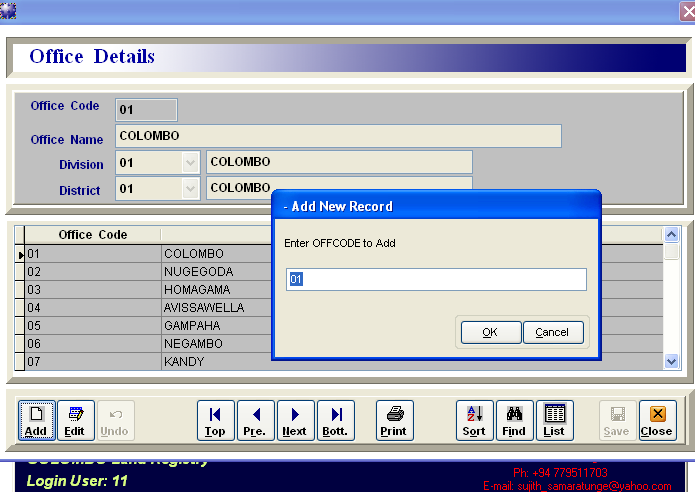 Office Details
Office Code 01
Office Name COLOMBO
Division 01 COLOMBO
District 01 COLOMBO
- Add New Record
Enter OFFCODE to Add
01
OK Cancel
Office Code
01 COLOMBO
02 NUGEGODA
03 HOMAGAMA
04 AVISSAWELLA
05 GAMPAHA
06 NEGAMBO
07 KANDY
Add Edit Undo Top Pre. Next Bott. Print Sort Find List Save Close
COLOMBO Land Registry
Login User: 11
Ph: +94 779511703
E-mail: sujith_samaratunge@yahoo.com